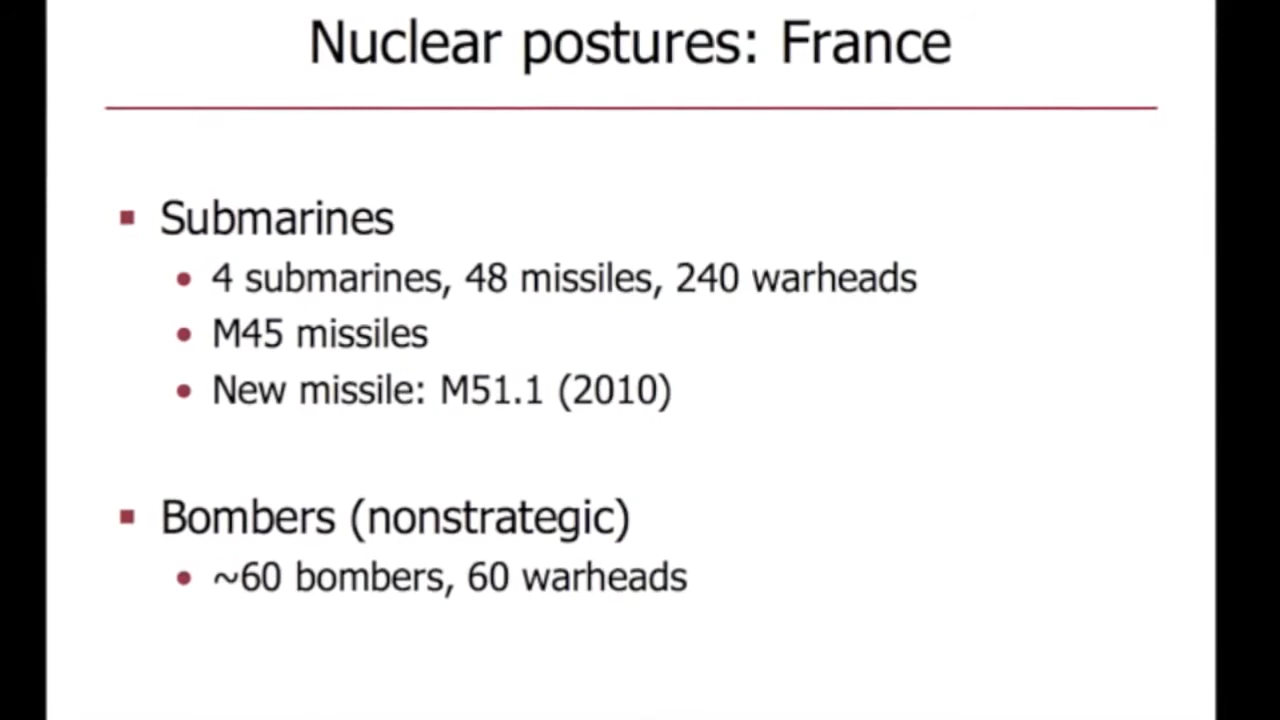 Nuclear postures: France
Submarines
4 submarines, 48 missiles, 240 warheads
M45 missiles
New missile: M51.1 (2010)
Bombers (nonstrategic)
~60 bombers, 60 warheads